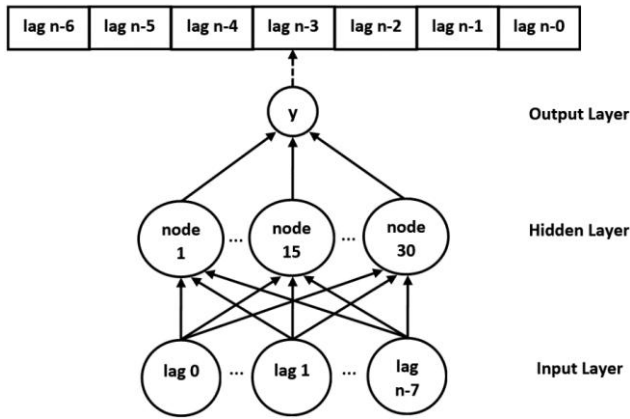 lag n-6 lag n-5 lag n-4 lag n-3 lag n-2 lag n-1 lag n-0
y
Output Layer
node
1
...
node
15
...
node
30
Hidden Layer
lag 0
...
lag 1
...
lag
n-7
Input Layer